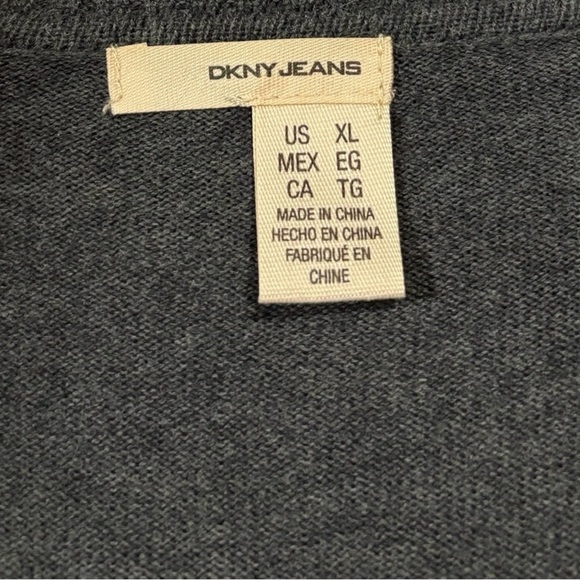 DKNY JEANS
US XL
MEX EG
CA TG
MADE IN CHINA
HECHO EN CHINA
FABRIQUÉ EN
CHINE